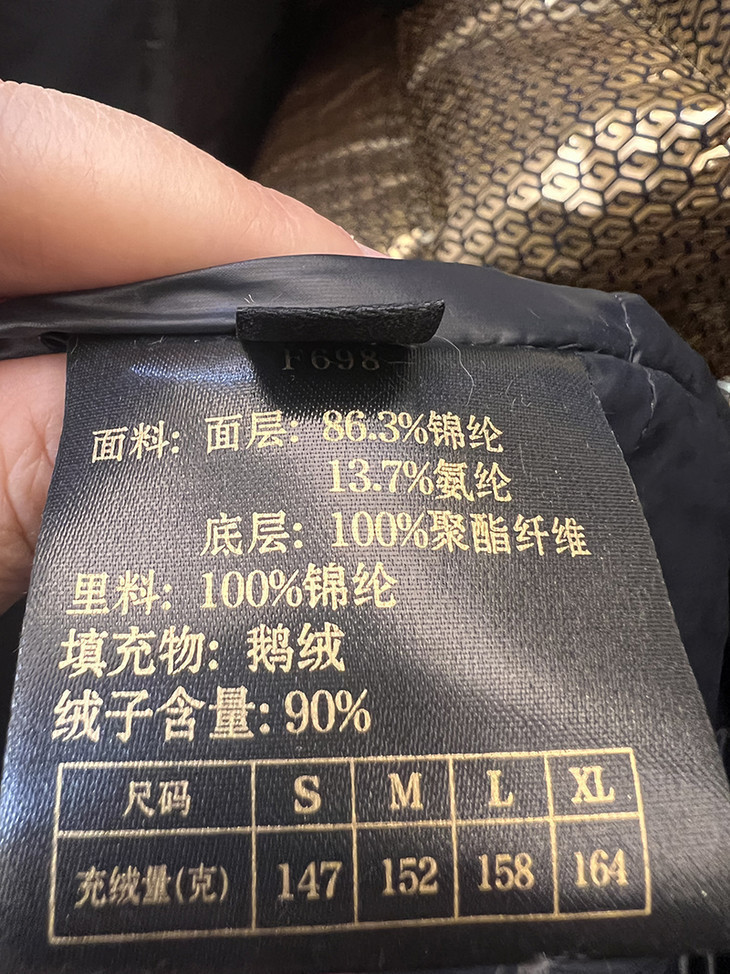 F698-
面料: 面层: 86.3%锦纶
13.7%氨纶
底层: 100%聚酯纤维
里料: 100%锦纶
填充物: 鹅绒
绒子含量: 90%
尺码 S M L XL
充绒量(克) 147 152 158 164